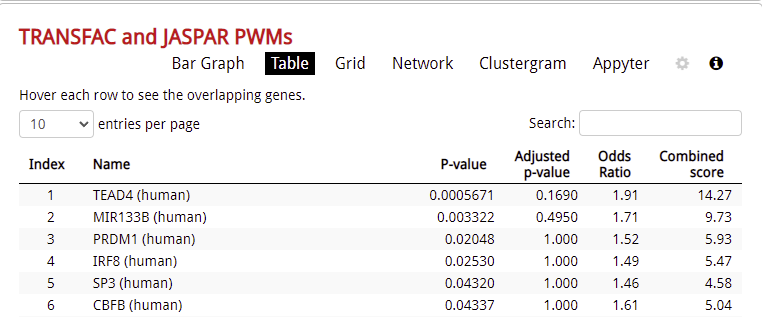 TRANSFAC and JASPAR PWMs
Bar Graph Table Grid Network Clustergram Appyter
Hover each row to see the overlapping genes.
10 entries per page Search:
Index Name P-value Adjusted p-value Odds Ratio Combined score
1 TEAD4 (human) 0.0005671 0.1690 1.91 14.27
2 MIR133B (human) 0.003322 0.4950 1.71 9.73
3 PRDM1 (human) 0.02048 1.000 1.52 5.93
4 IRF8 (human) 0.02530 1.000 1.49 5.47
5 SP3 (human) 0.04320 1.000 1.46 4.58
6 CBFB (human) 0.04337 1.000 1.61 5.04